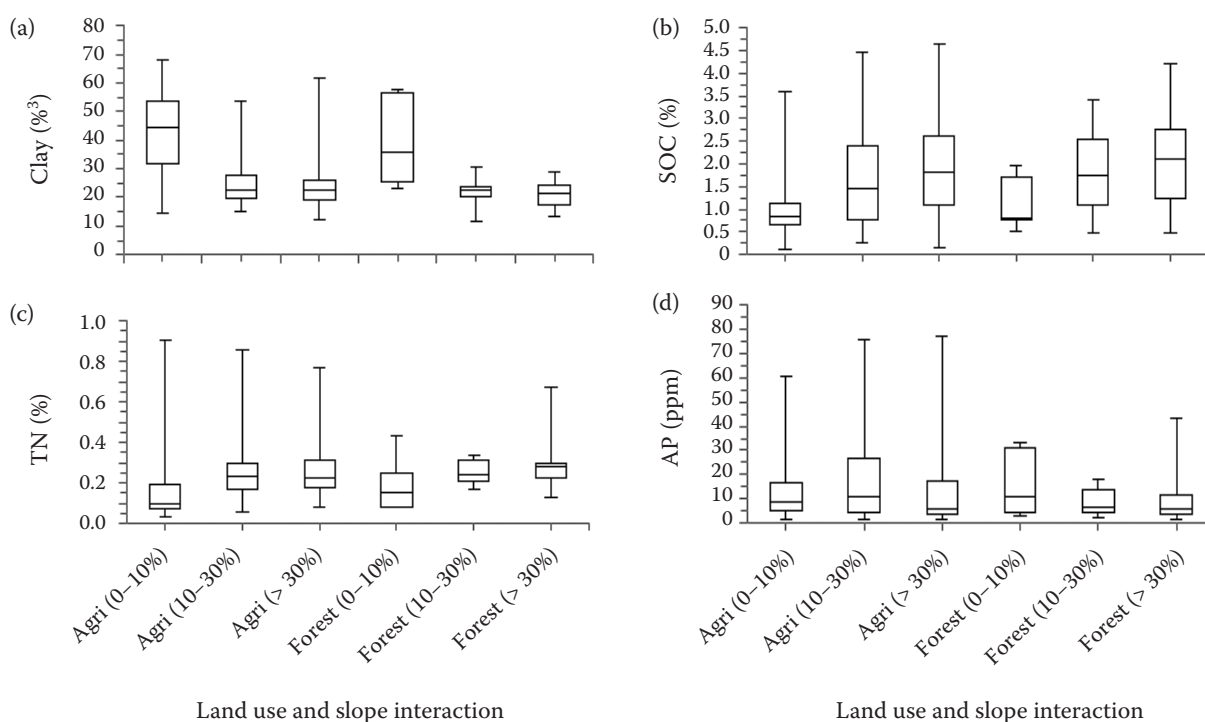 (a)
Clay (%³)
80
70
60
50
40
30
20
10
0
(b)
SOC (%)
5.0
4.5
4.0
3.5
3.0
2.5
2.0
1.5
1.0
0.5
0
(c)
TN (%)
1.0
0.8
0.6
0.4
0.2
0.0
Agri (0–10%)
Agri (10–30%)
Agri (> 30%)
Forest (0–10%)
Forest (10–30%)
Forest (> 30%)
Land use and slope interaction
(d)
AP (ppm)
90
80
70
60
50
40
30
20
10
0
Agri (0–10%)
Agri (10–30%)
Agri (> 30%)
Forest (0–10%)
Forest (10–30%)
Forest (> 30%)
Land use and slope interaction